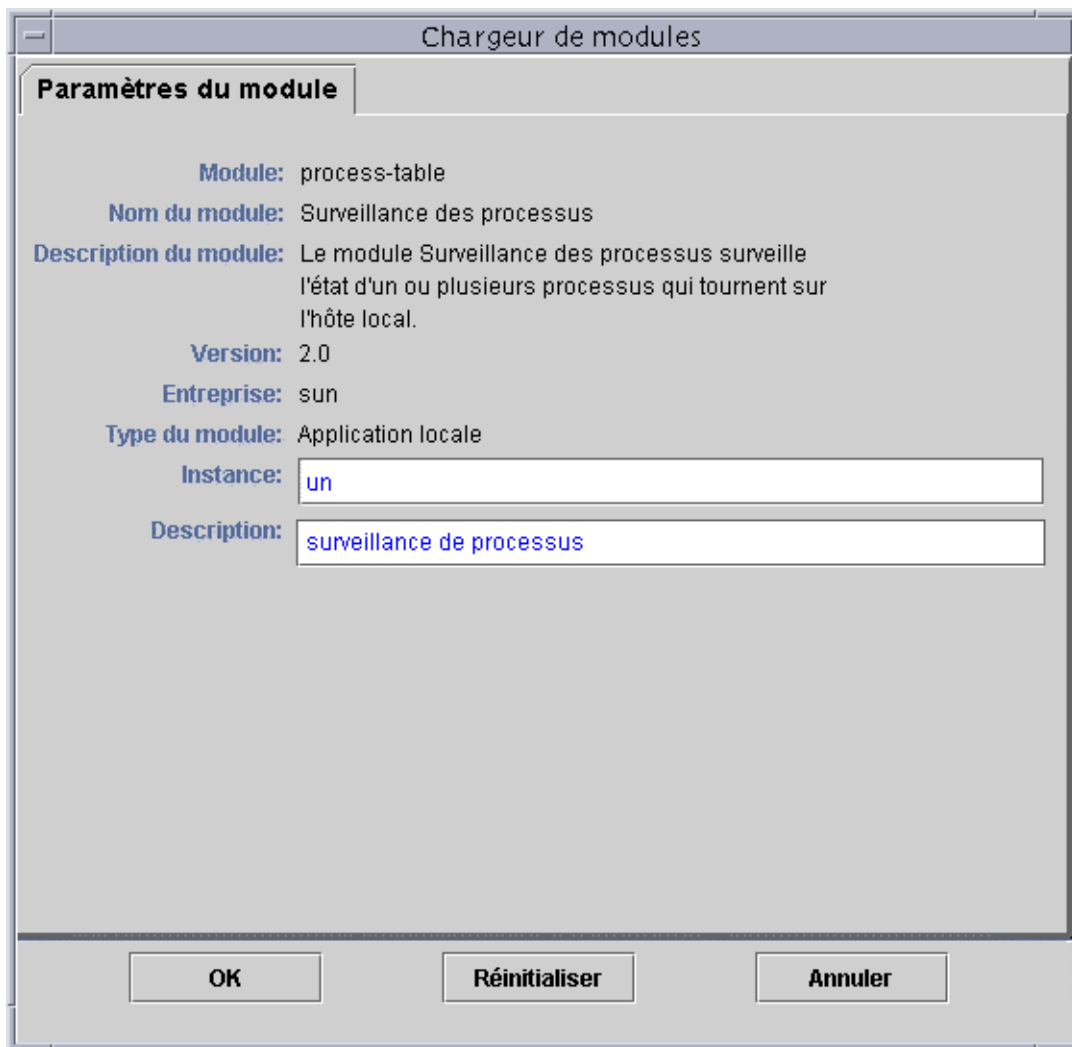 Chargeur de modules
Paramètres du module
Module: process-table
Nom du module: Surveillance des processus
Description du module: Le module Surveillance des processus surveille
l'état d'un ou plusieurs processus qui tournent sur
l'hôte local.
Version: 2.0
Entreprise: sun
Type du module: Application locale
Instance: un
Description: surveillance de processus
OK Réinitialiser Annuler